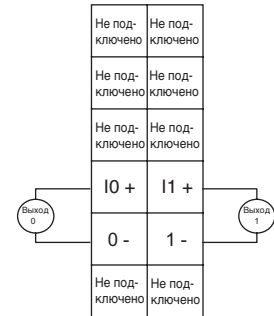 Не под-
ключено
Не под-
ключено
Не под-
ключено
Не под-
ключено
Не под-
ключено
Не под-
ключено
I0 +
I1 +
Выход
0
Выход
1
0 -
1 -
Не под-
ключено
Не под-
ключено